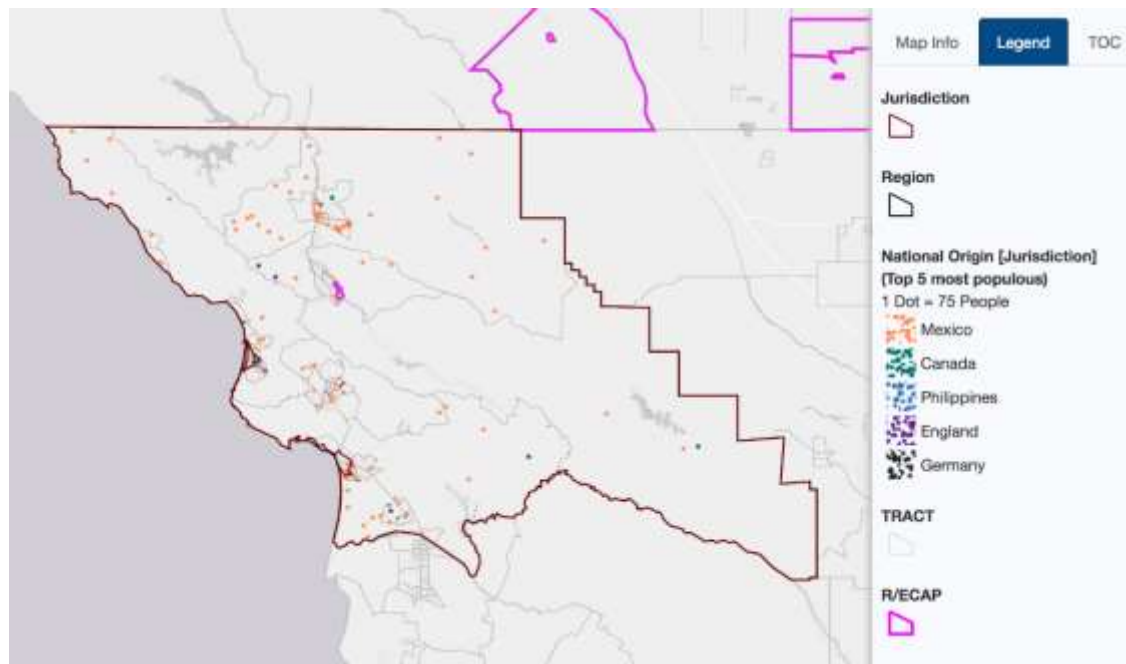 Map Info Legend TOC
Jurisdiction
Region
National Origin [Jurisdiction]
(Top 5 most populous)
1 Dot = 75 People
Mexico
Canada
Philippines
England
Germany
TRACT
R/ECAP